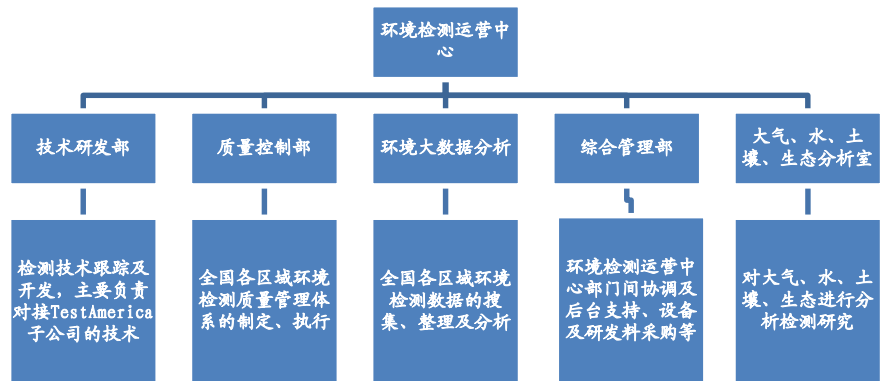 环境检测运营中
心
技术研发部
质量控制部
环境大数据分析
综合管理部
大气、水、土
壤、生态分析室
检测技术跟踪及
开发，主要负责
对接TestAmerica
子公司的技术
全国各区域环境
检测质量管理体
系的制定、执行
全国各区域环境
检测数据的搜
集、整理及分析
环境检测运营中
心部门间协调及
后台支持、设备
及研发料采购等
对大气、水、土
壤、生态进行分
析检测研究